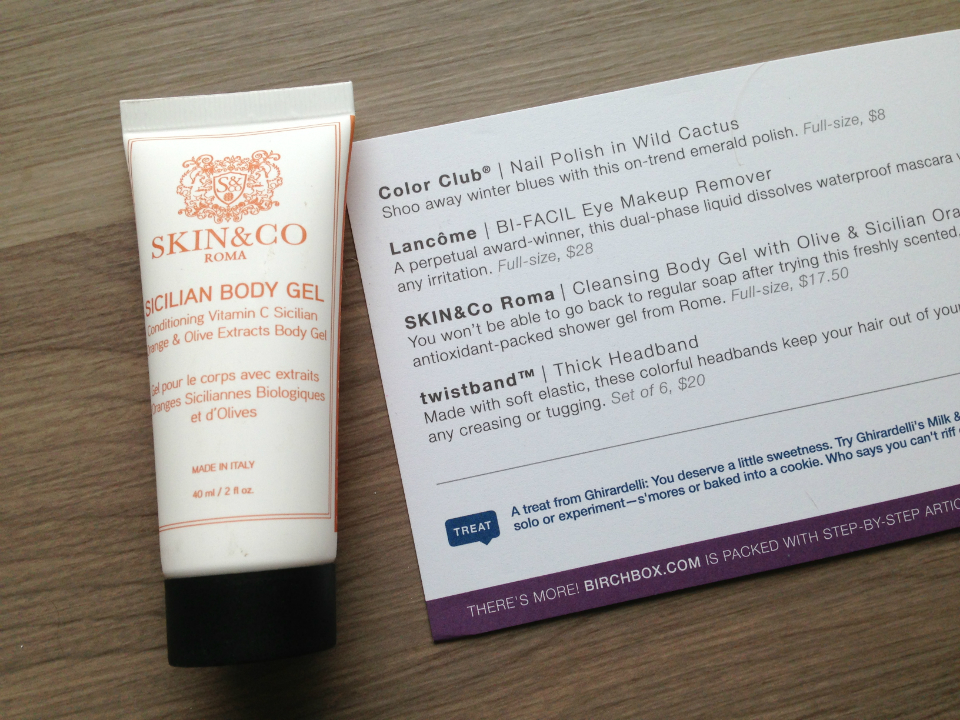 S&
SKIN&CO
ROMA
SICILIAN BODY GEL
Conditioning Vitamin C Sicilian
Orange & Olive Extracts Body Gel
Gel pour le corps avec extraits
Oranges Siciliannes Biologiques
et d'Olives
MADE IN ITALY
40 ml / 2 fl oz.
Color Club® | Nail Polish in Wild Cactus
Shoo away winter blues with this on-trend emerald polish. Full-size, $8
Lancôme | BI-FACIL Eye Makeup Remover
A perpetual award-winner, this dual-phase liquid dissolves waterproof mascara
any irritation. Full-size, $28
SKIN&Co Roma | Cleansing Body Gel with Olive & Sicilian Ora
You won't be able to go back to regular soap after trying this freshly scented,
antioxidant-packed shower gel from Rome. Full-size, $17.50
twistband™ | Thick Headband
Made with soft elastic, these colorful headbands keep your hair out of your
any creasing or tugging. Set of 6, $20
TREAT
A treat from Ghirardelli: You deserve a little sweetness. Try Ghirardelli's Milk &
solo or experiment—s'mores or baked into a cookie. Who says you can't riff
THERE'S MORE! BIRCHBOX.COM IS PACKED WITH STEP-BY-STEP ARTIC